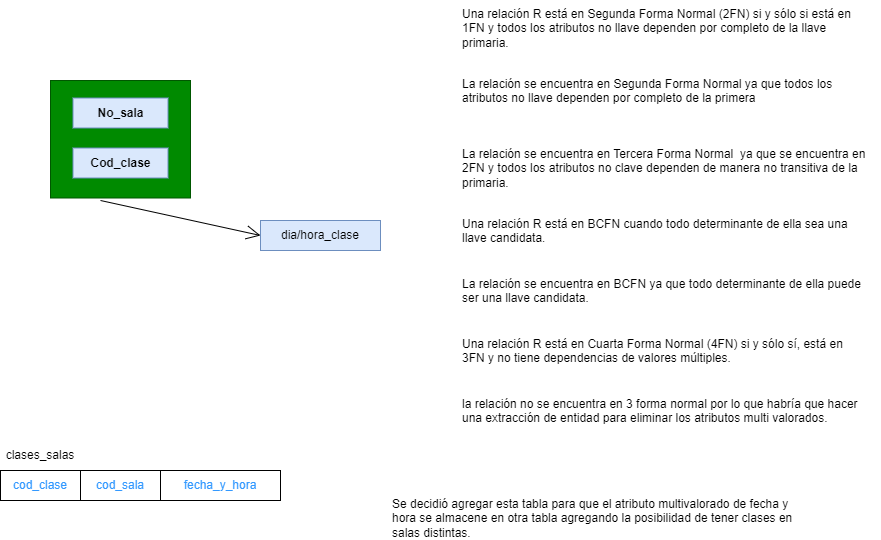 Una relación R está en Segunda Forma Normal (2FN) si y sólo si está en
1FN y todos los atributos no llave dependen por completo de la llave
primaria.
La relación se encuentra en Segunda Forma Normal ya que todos los
atributos no llave dependen por completo de la primera
No_sala
Cod_clase
La relación se encuentra en Tercera Forma Normal  ya que se encuentra en
2FN y todos los atributos no clave dependen de manera no transitiva de la
primaria.
dia/hora_clase
Una relación R está en BCFN cuando todo determinante de ella sea una
llave candidata.
La relación se encuentra en BCFN ya que todo determinante de ella puede
ser una llave candidata.
Una relación R está en Cuarta Forma Normal (4FN) si y sólo sí, está en
3FN y no tiene dependencias de valores múltiples.
la relación no se encuentra en 3 forma normal por lo que habría que hacer
una extracción de entidad para eliminar los atributos multi valorados.
clases_salas
cod_clase cod_sala fecha_y_hora
Se decidió agregar esta tabla para que el atributo multivalorado de fecha y
hora se almacene en otra tabla agregando la posibilidad de tener clases en
salas distintas.